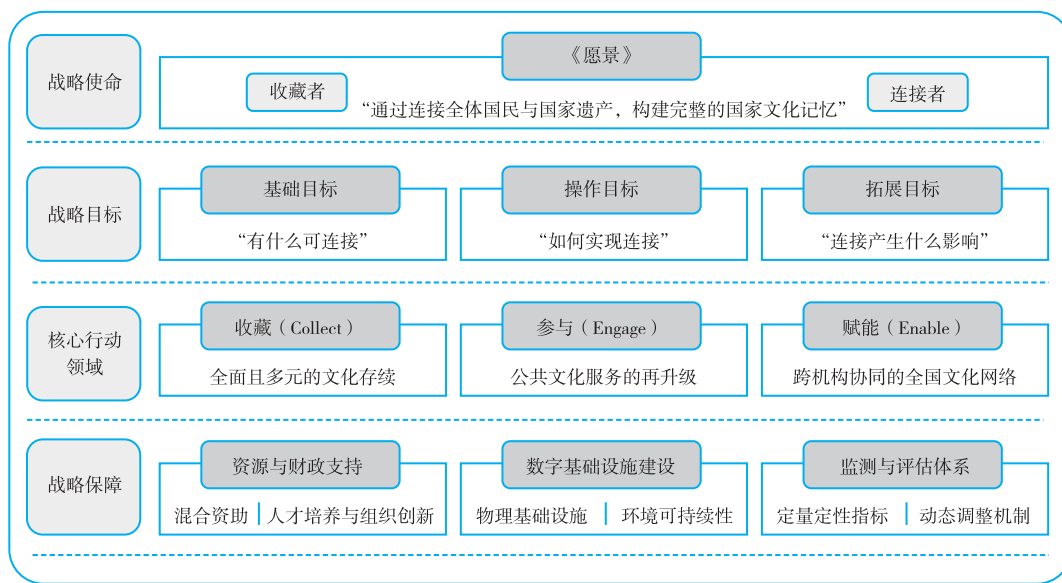 战略使命
《愿景》
收藏者
连接者
“通过连接全体国民与国家遗产，构建完整的国家文化记忆”
战略目标
基础目标
操作目标
拓展目标
“有什么可连接”
“如何实现连接”
“连接产生什么影响”
核心行动
领域
收藏（Collect）
参与（Engage）
赋能（Enable）
全面且多元的文化存续
公共文化服务的再升级
跨机构协同的全国文化网络
战略保障
资源与财政支持
数字基础设施建设
监测与评估体系
混合资助
人才培养与组织创新
物理基础设施
环境可持续性
定量定性指标
动态调整机制